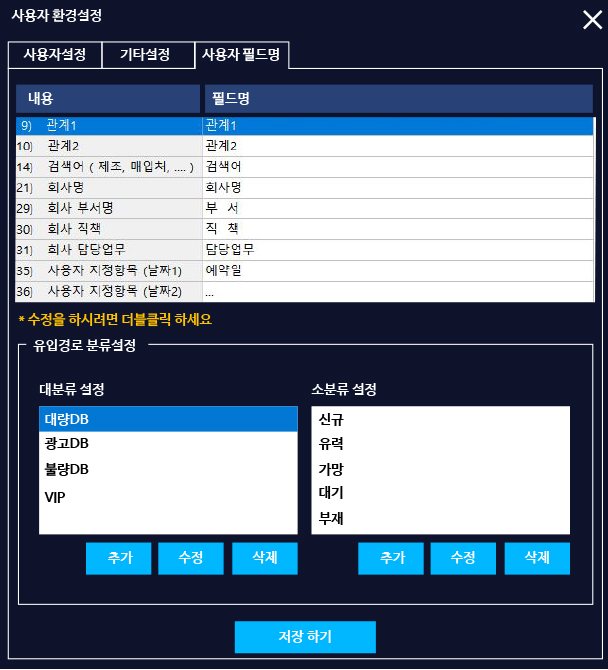 사용자 환경설정
사용자설정 기타설정 사용자 필드명
내용 필드명
9) 관계1 관계1
10) 관계2 관계2
14) 검색어 ( 제조, 매입처, .... ) 검색어
21) 회사명 회사명
29) 회사 부서명 부 서
30) 회사 직책 직 책
31) 회사 담당업무 담당업무
35) 사용자 지정항목 (날짜1) 예약일
36) 사용자 지정항목 (날짜2) ...
* 수정을 하시려면 더블클릭 하세요
유입경로 분류설정
대분류 설정 소분류 설정
대량DB 신규
광고DB 유력
불량DB 가망
VIP 대기
부재
추가 수정 삭제 추가 수정 삭제
저장 하기